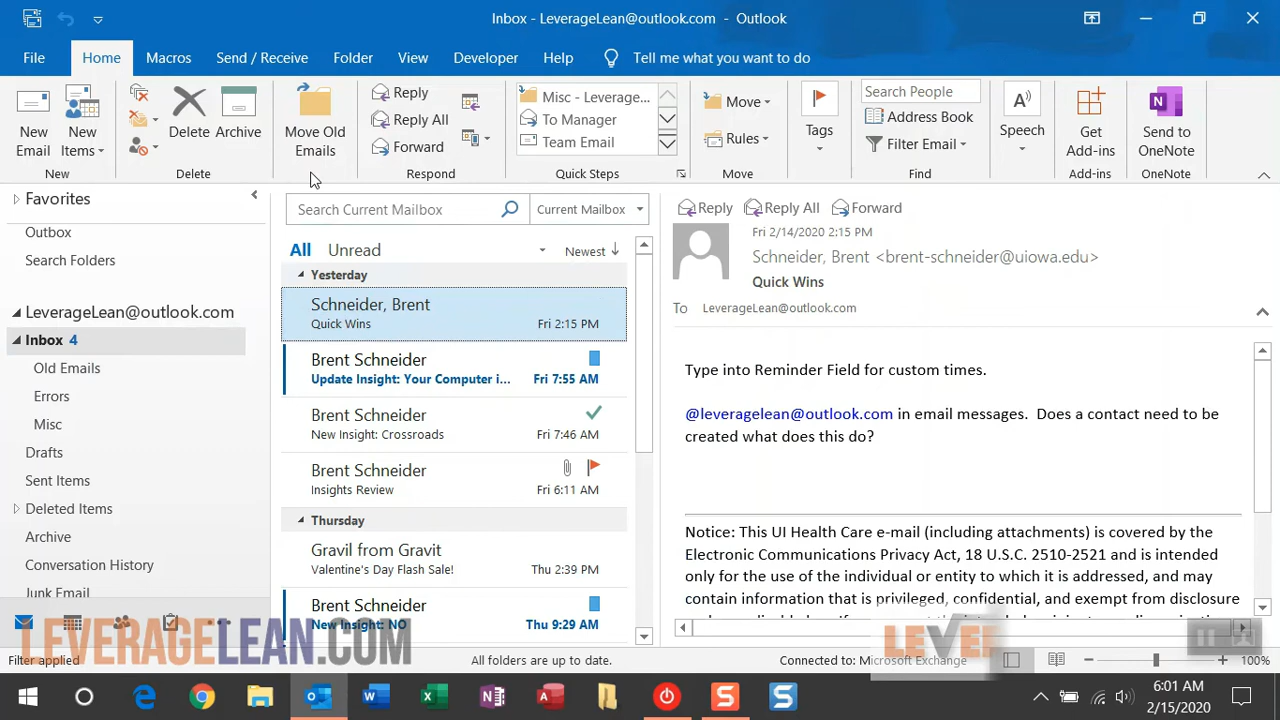 Inbox - LeverageLean@outlook.com - Outlook
File Home Macros Send / Receive Folder View Developer Help Tell me what you want to do
New Email
New Items
New
Delete
Archive
Delete
Move Old Emails
Reply
Reply All
Forward
Respond
Misc - Leverage...
To Manager
Team Email
Quick Steps
Move
Rules
Move
Tags
Search People
Address Book
Filter Email
Find
Speech
Get Add-ins
Add-ins
Send to OneNote
OneNote
Favorites
Outbox
Search Folders
LeverageLean@outlook.com
Inbox 4
Old Emails
Errors
Misc
Drafts
Sent Items
Deleted Items
Archive
Conversation History
Junk Email
Search Current Mailbox
Current Mailbox
All Unread Newest
Yesterday
Schneider, Brent
Quick Wins Fri 2:15 PM
Brent Schneider
Update Insight: Your Computer i... Fri 7:55 AM
Brent Schneider
New Insight: Crossroads Fri 7:46 AM
Brent Schneider
Insights Review Fri 6:11 AM
Thursday
Gravil from Gravit
Valentine's Day Flash Sale! Thu 2:39 PM
Brent Schneider
New Insight: NO Thu 9:29 AM
Reply Reply All Forward
Fri 2/14/2020 2:15 PM
Schneider, Brent <brent-schneider@uiowa.edu>
Quick Wins
To LeverageLean@outlook.com
Type into Reminder Field for custom times.
@leveragelean@outlook.com in email messages. Does a contact need to be
created what does this do?
Notice: This UI Health Care e-mail (including attachments) is covered by the
Electronic Communications Privacy Act, 18 U.S.C. 2510-2521 and is intended
only for the use of the individual or entity to which it is addressed, and may
contain information that is privileged, confidential, and exempt from disclosure
LEVERAGELEAN.COM
Filter applied
All folders are up to date.
Connected to: Microsoft Exchange
100%
6:01 AM
2/15/2020